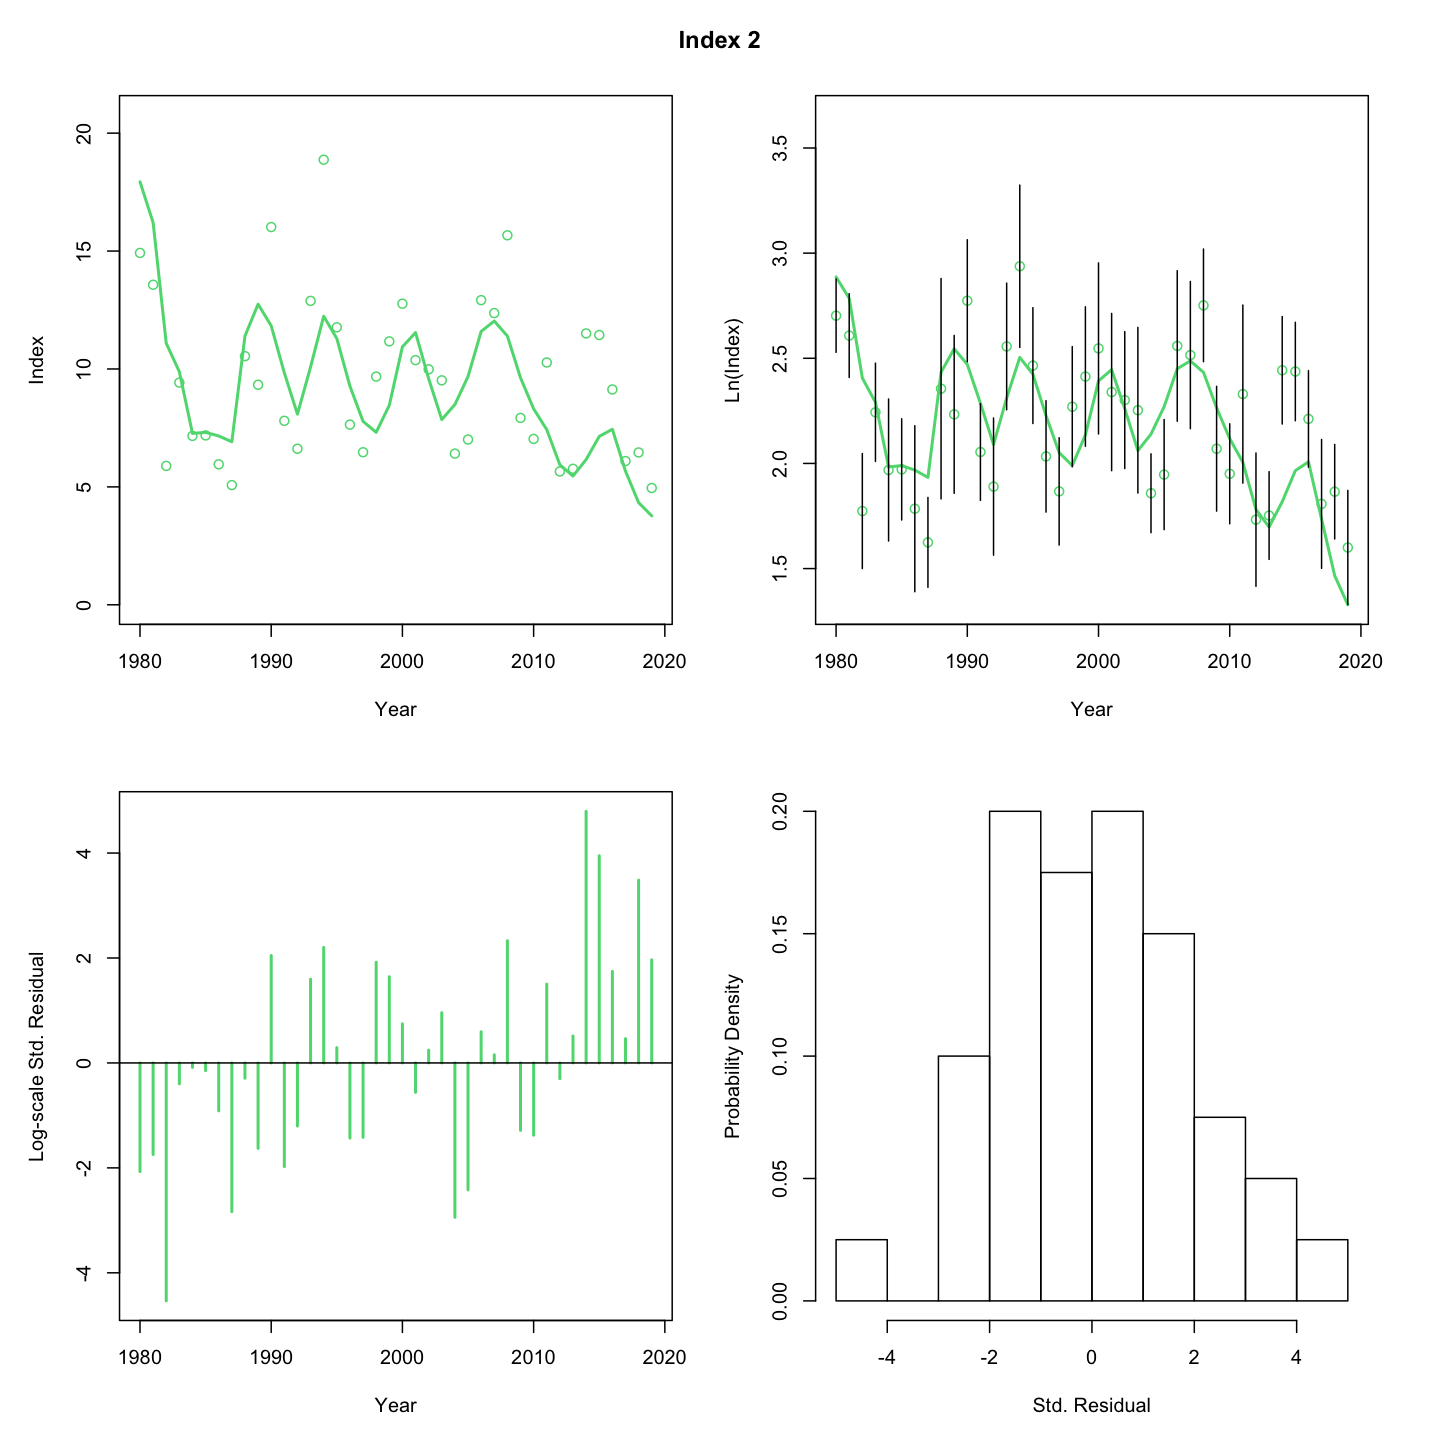 Index 2
20
15
10
5
0
Index
1980 1990 2000 2010 2020
Year
3.5
3.0
2.5
2.0
1.5
Ln(Index)
1980 1990 2000 2010 2020
Year
4
2
0
-2
-4
Log-scale Std. Residual
1980 1990 2000 2010 2020
Year
0.20
0.15
0.10
0.05
0.00
Probability Density
-4 -2 0 2 4
Std. Residual